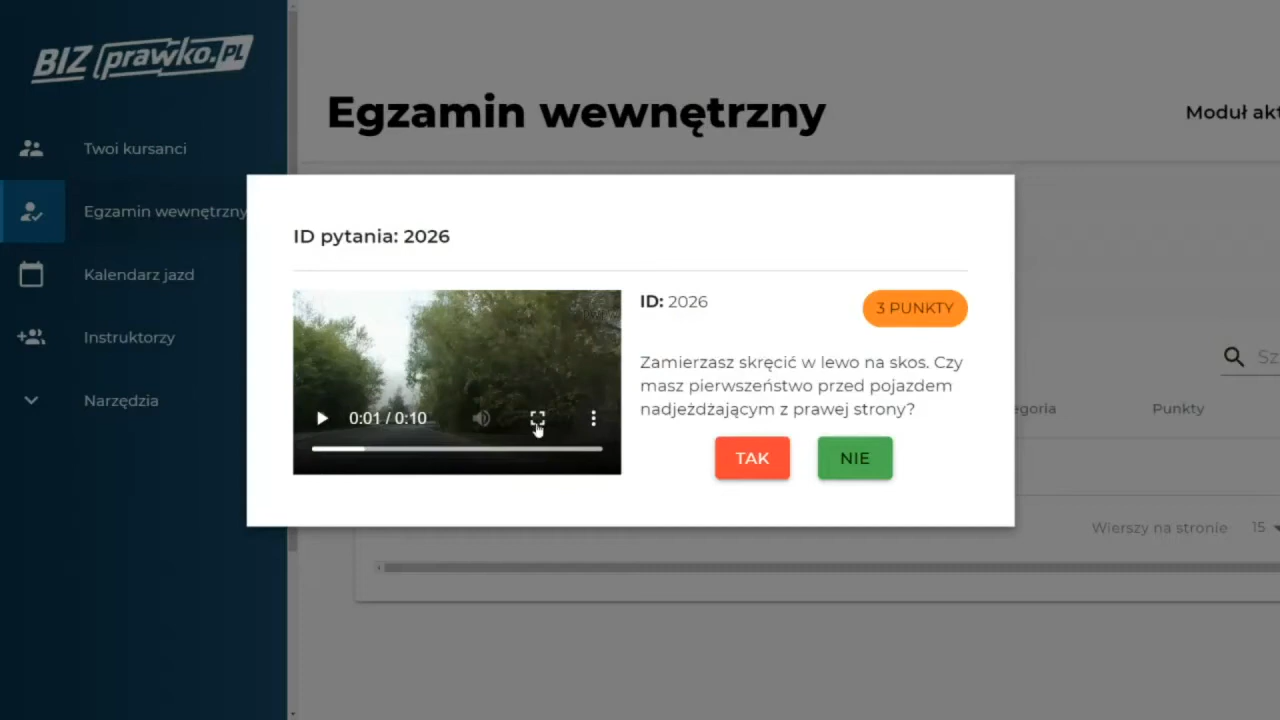 BIZ prawko.PL
Egzamin wewnętrzny
Moduł akt
Twoi kursanci
Egzamin wewnętrzny
Kalendarz jazd
Instruktorzy
Narzędzia
ID pytania: 2026
ID: 2026
3 PUNKTY
Zamierzasz skręcić w lewo na skos. Czy
masz pierwszeństwo przed pojazdem
nadjeżdżającym z prawej strony?
TAK
NIE
0:01 / 0:10
Sz
egoria
Punkty
Wierszy na stronie
15